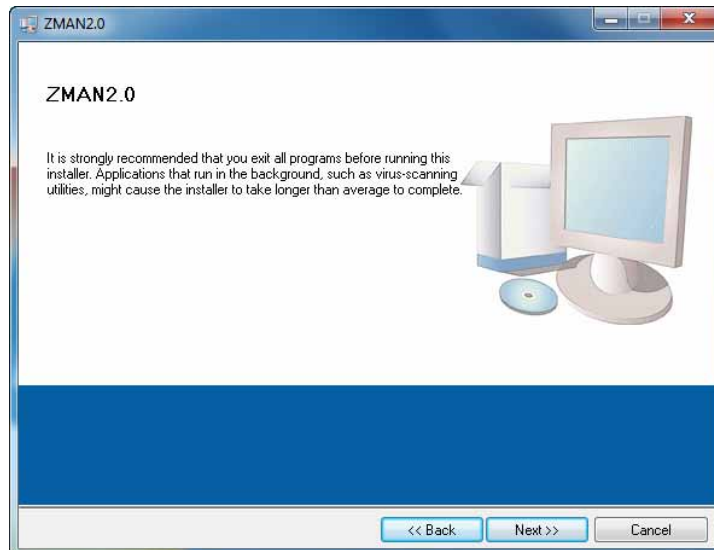 ZMAN2.0
ZMAN2.0
It is strongly recommended that you exit all programs before running this
installer. Applications that run in the background, such as virus-scanning
utilities, might cause the installer to take longer than average to complete.
<< Back
Next >>
Cancel